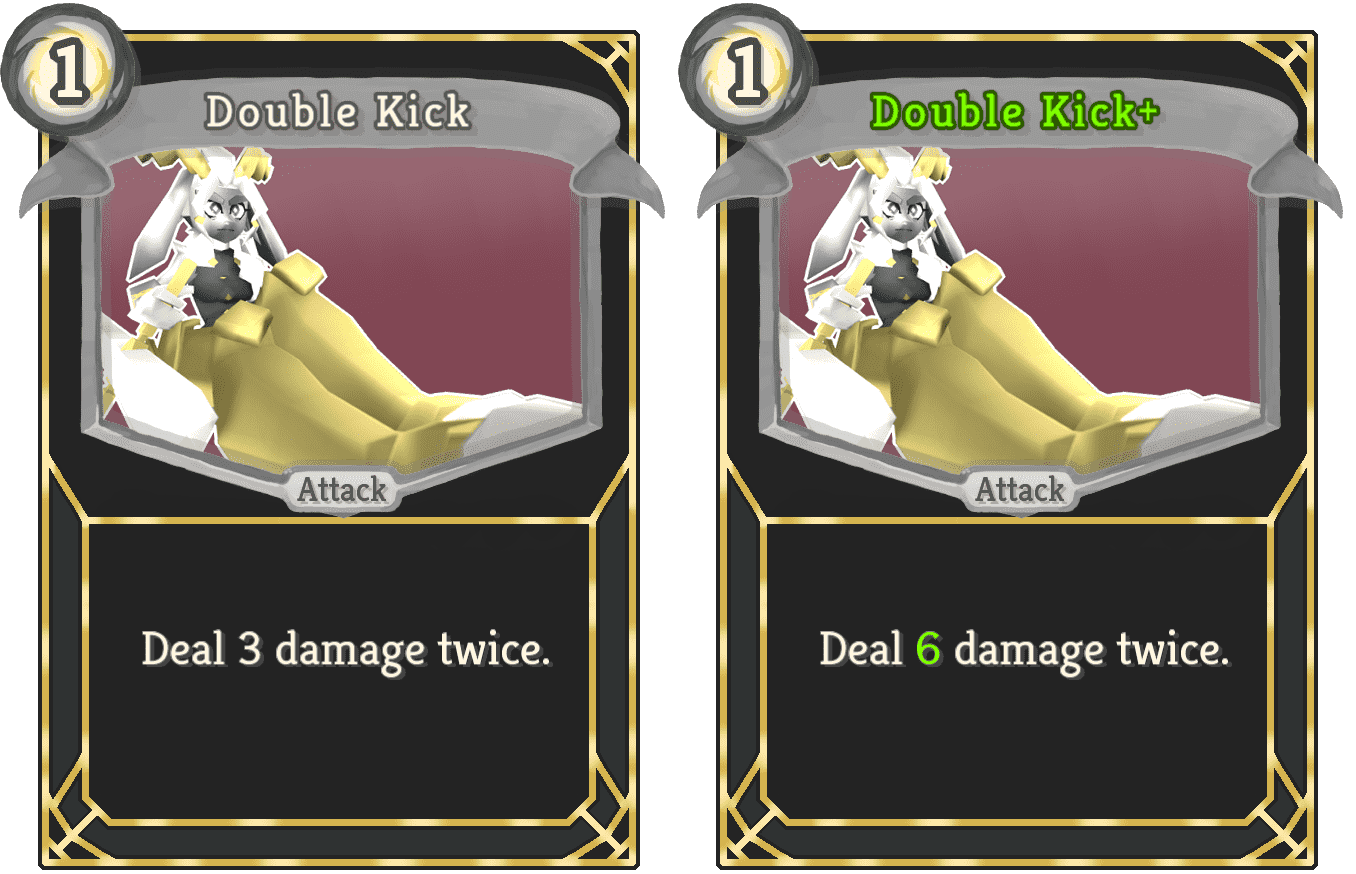 1
Double Kick
Attack
Deal 3 damage twice.
1
Double Kick+
Attack
Deal 6 damage twice.